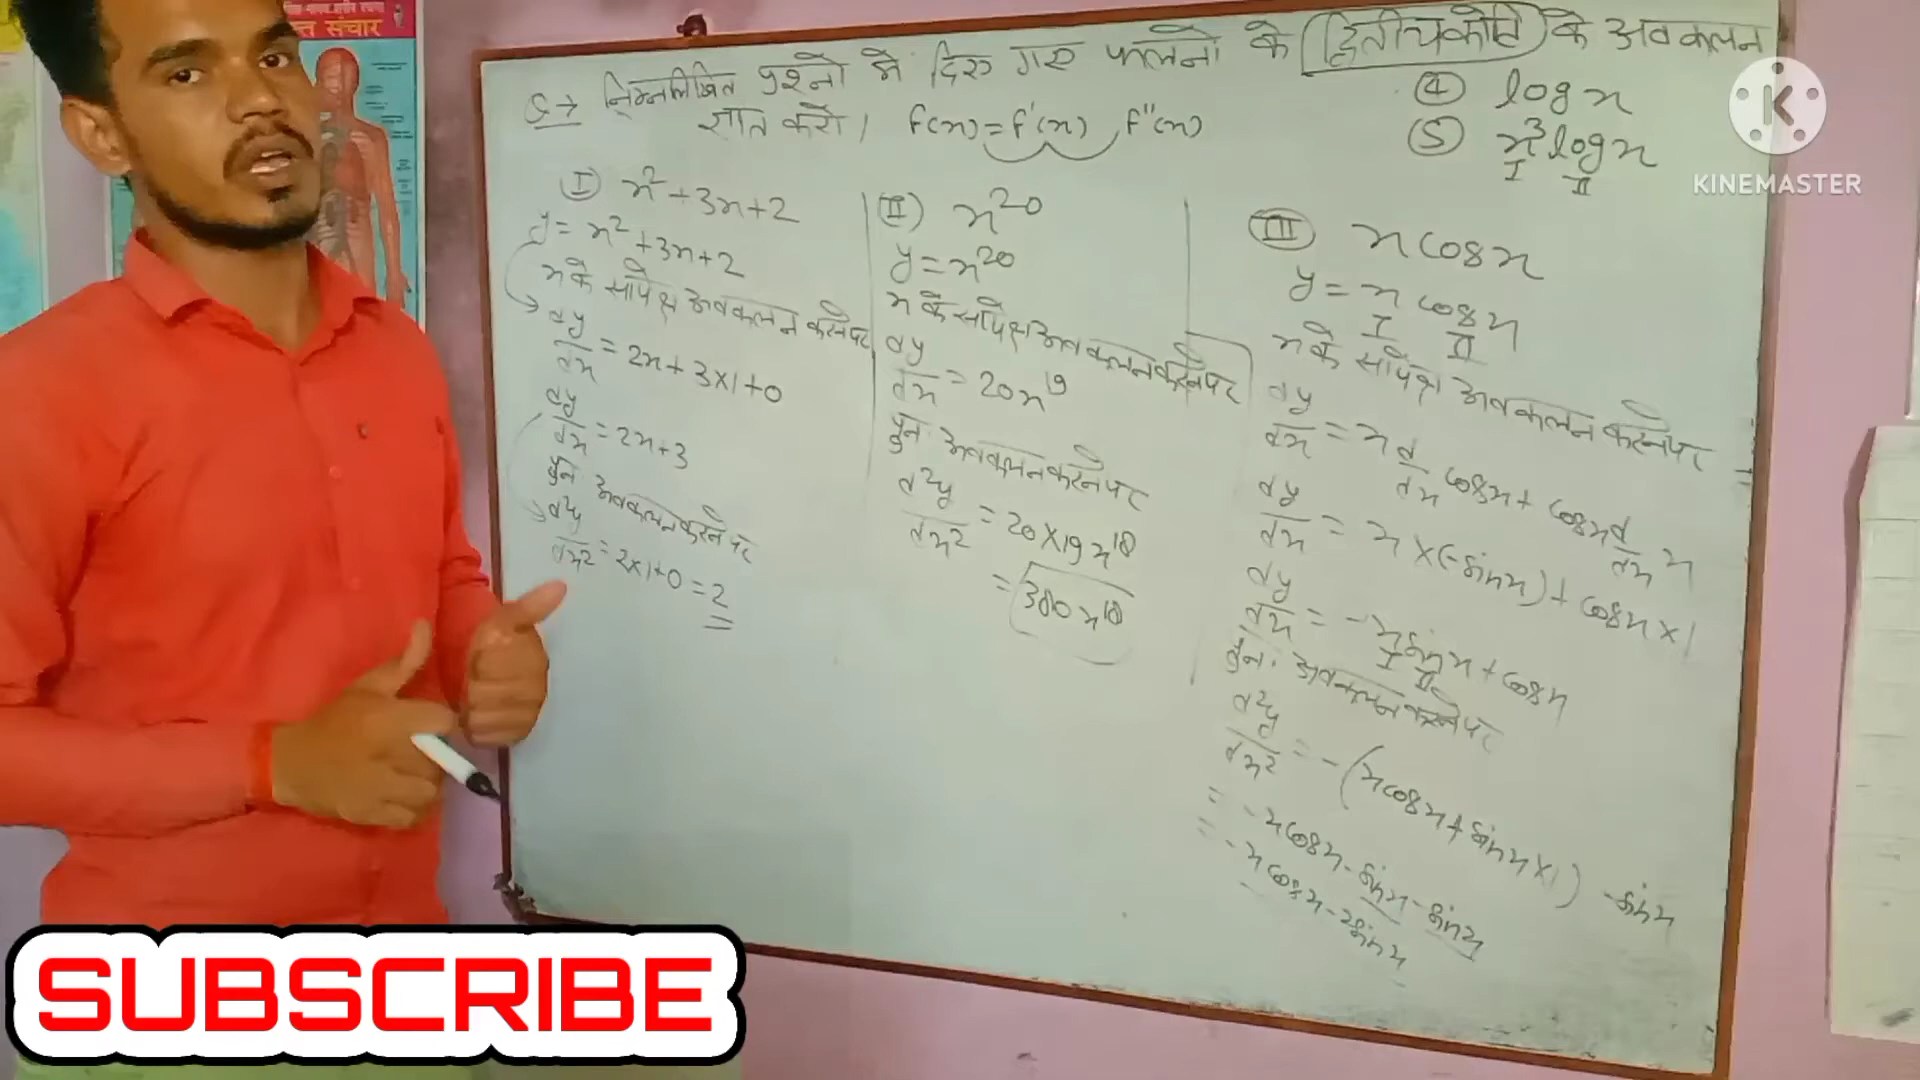 त संचार
Q → निम्नलिखित प्रश्नो मे दिए गए फलनो के द्वितीयकोटि के अवकलन
ज्ञात करो। f(x) = f'(x), f''(x)
④ log x
⑤ x³ log x
I II
Ⅰ) x² + 3x + 2
y = x² + 3x + 2
x के सापेक्ष अवकलन करने पर
dy/dx = 2x + 3×1 + 0
dy/dx = 2x + 3
पुनः अवकलन करने पर
d²y/dx² = 2×1+0 = 2
Ⅱ) x²⁰
y = x²⁰
x के सापेक्ष अवकलन करने पर
dy/dx = 20x¹⁹
पुनः अवकलन करने पर
d²y/dx² = 20×19x¹⁸
= 380x¹⁸
Ⅲ x cos x
y = x cos x
I II
x के सापेक्ष अवकलन करने पर
dy/dx = x d/dx cos x + cos x d/dx x
dy/dx = x×(-sin x) + cos x×1
dy/dx = -x sin x + cos x
I II
पुनः अवकलन करने पर
d²y/dx² = -(x cos x + sin x×1) - sin x
= -x cos x - sin x - sin x
= -x cos x - 2 sin x
K
KINEMASTER
SUBSCRIBE